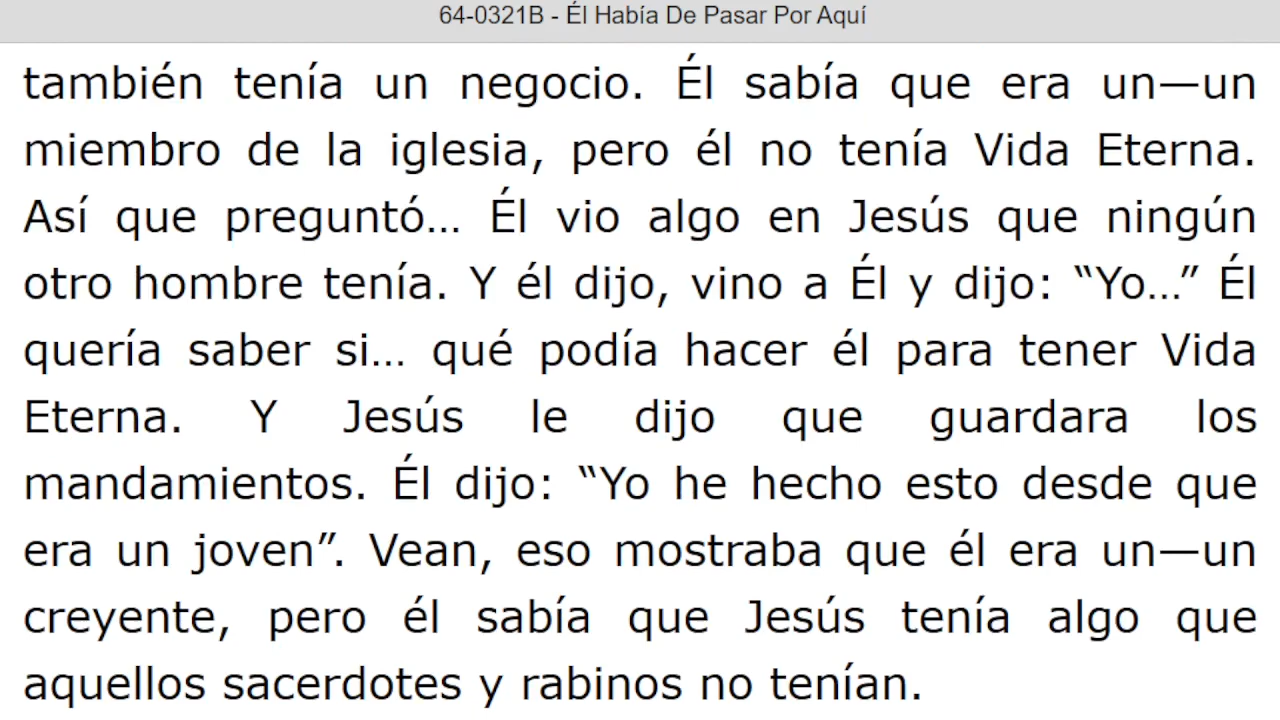 64-0321B - Él Había De Pasar Por Aquí
también tenía un negocio. Él sabía que era un—un
miembro de la iglesia, pero él no tenía Vida Eterna.
Así que preguntó... Él vio algo en Jesús que ningún
otro hombre tenía. Y él dijo, vino a Él y dijo: “Yo...” Él
quería saber si... qué podía hacer él para tener Vida
Eterna. Y Jesús le dijo que guardara los
mandamientos. Él dijo: “Yo he hecho esto desde que
era un joven”. Vean, eso mostraba que él era un—un
creyente, pero él sabía que Jesús tenía algo que
aquellos sacerdotes y rabinos no tenían.